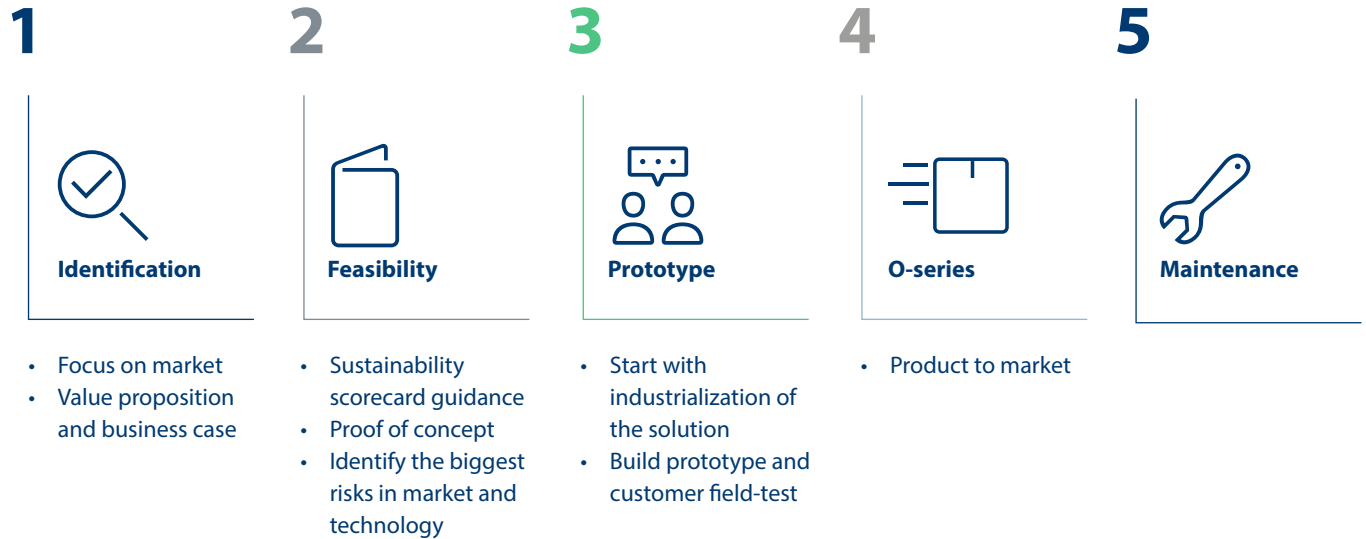 1
Identification
• Focus on market
• Value proposition
and business case
2
Feasibility
• Sustainability
scorecard guidance
• Proof of concept
• Identify the biggest
risks in market and
technology
3
Prototype
• Start with
industrialization of
the solution
• Build prototype and
customer field-test
4
O-series
• Product to market
5
Maintenance